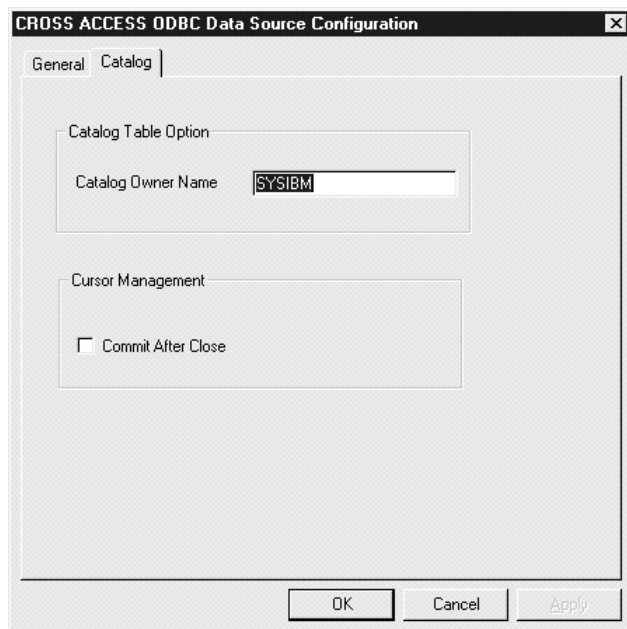 CROSS ACCESS ODBC Data Source Configuration
General Catalog
Catalog Table Option
Catalog Owner Name SYSIBM
Cursor Management
Commit After Close
OK Cancel Apply